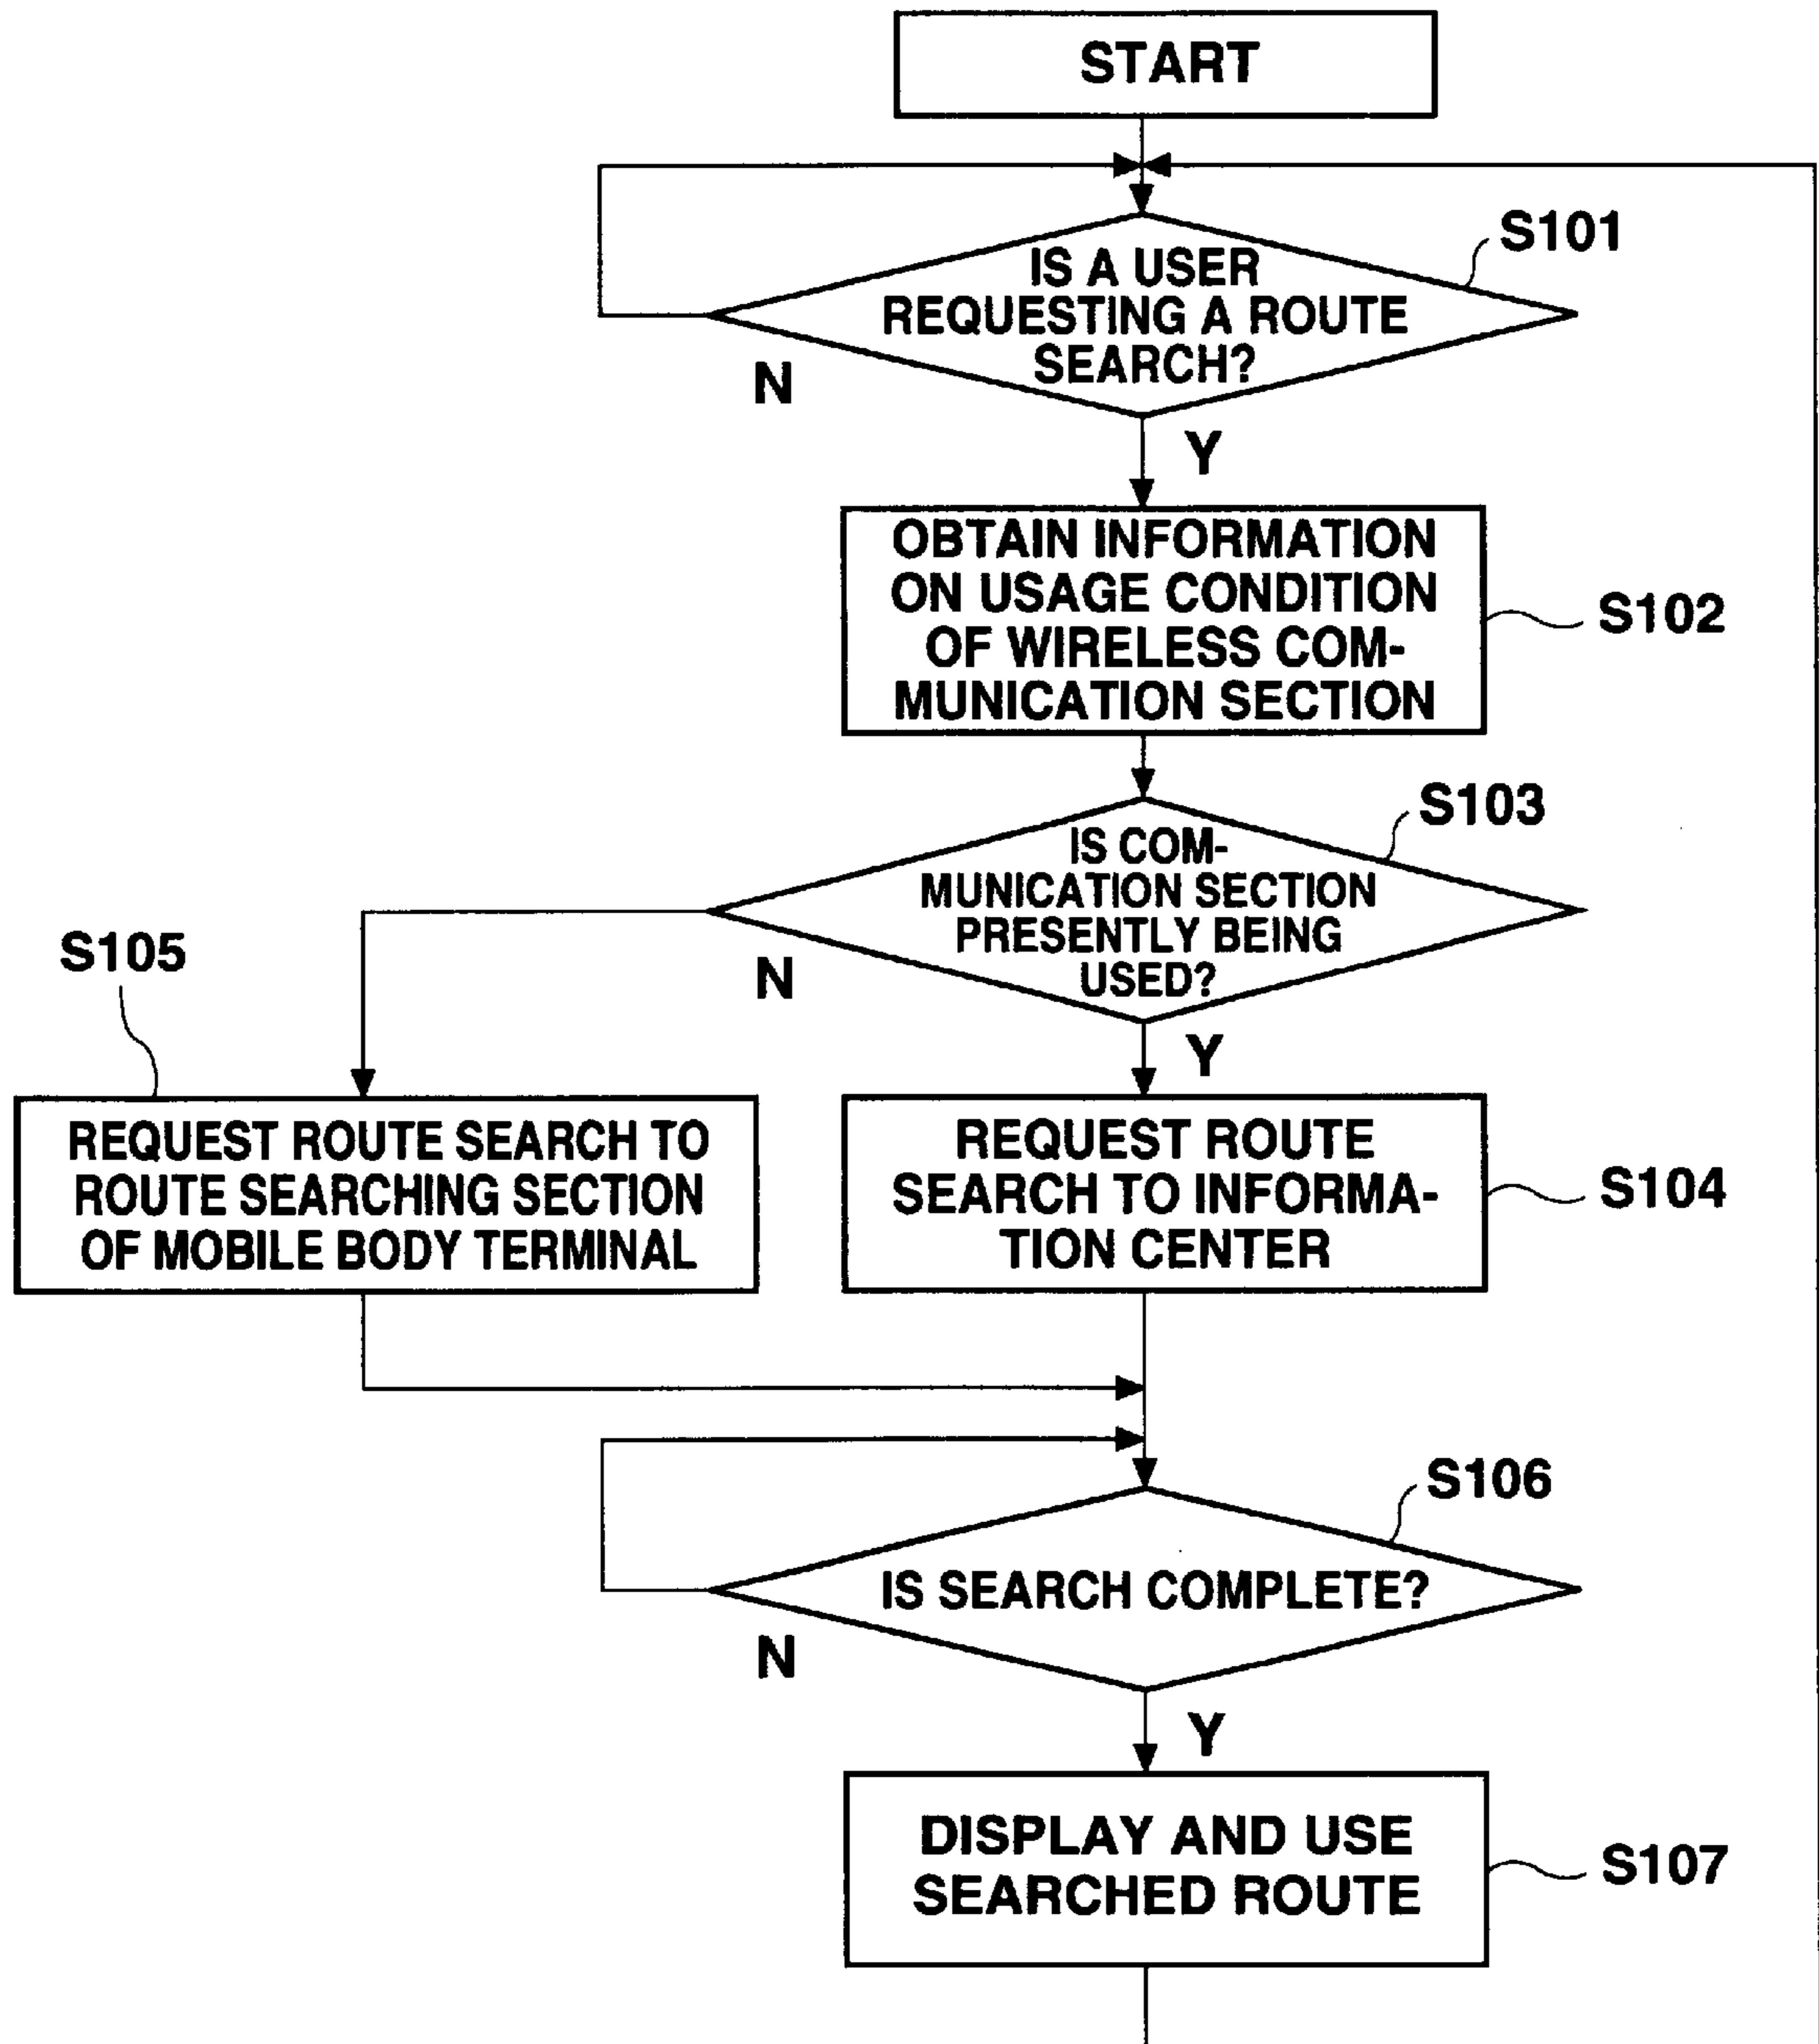 START
S101
IS A USER
REQUESTING A ROUTE
SEARCH?
N
Y
OBTAIN INFORMATION
ON USAGE CONDITION
OF WIRELESS COM-
MUNICATION SECTION
S102
S103
IS COM-
MUNICATION SECTION
PRESENTLY BEING
USED?
N
Y
S105
REQUEST ROUTE SEARCH TO
ROUTE SEARCHING SECTION
OF MOBILE BODY TERMINAL
REQUEST ROUTE
SEARCH TO INFORMA-
TION CENTER
S104
S106
IS SEARCH COMPLETE?
N
Y
DISPLAY AND USE
SEARCHED ROUTE
S107